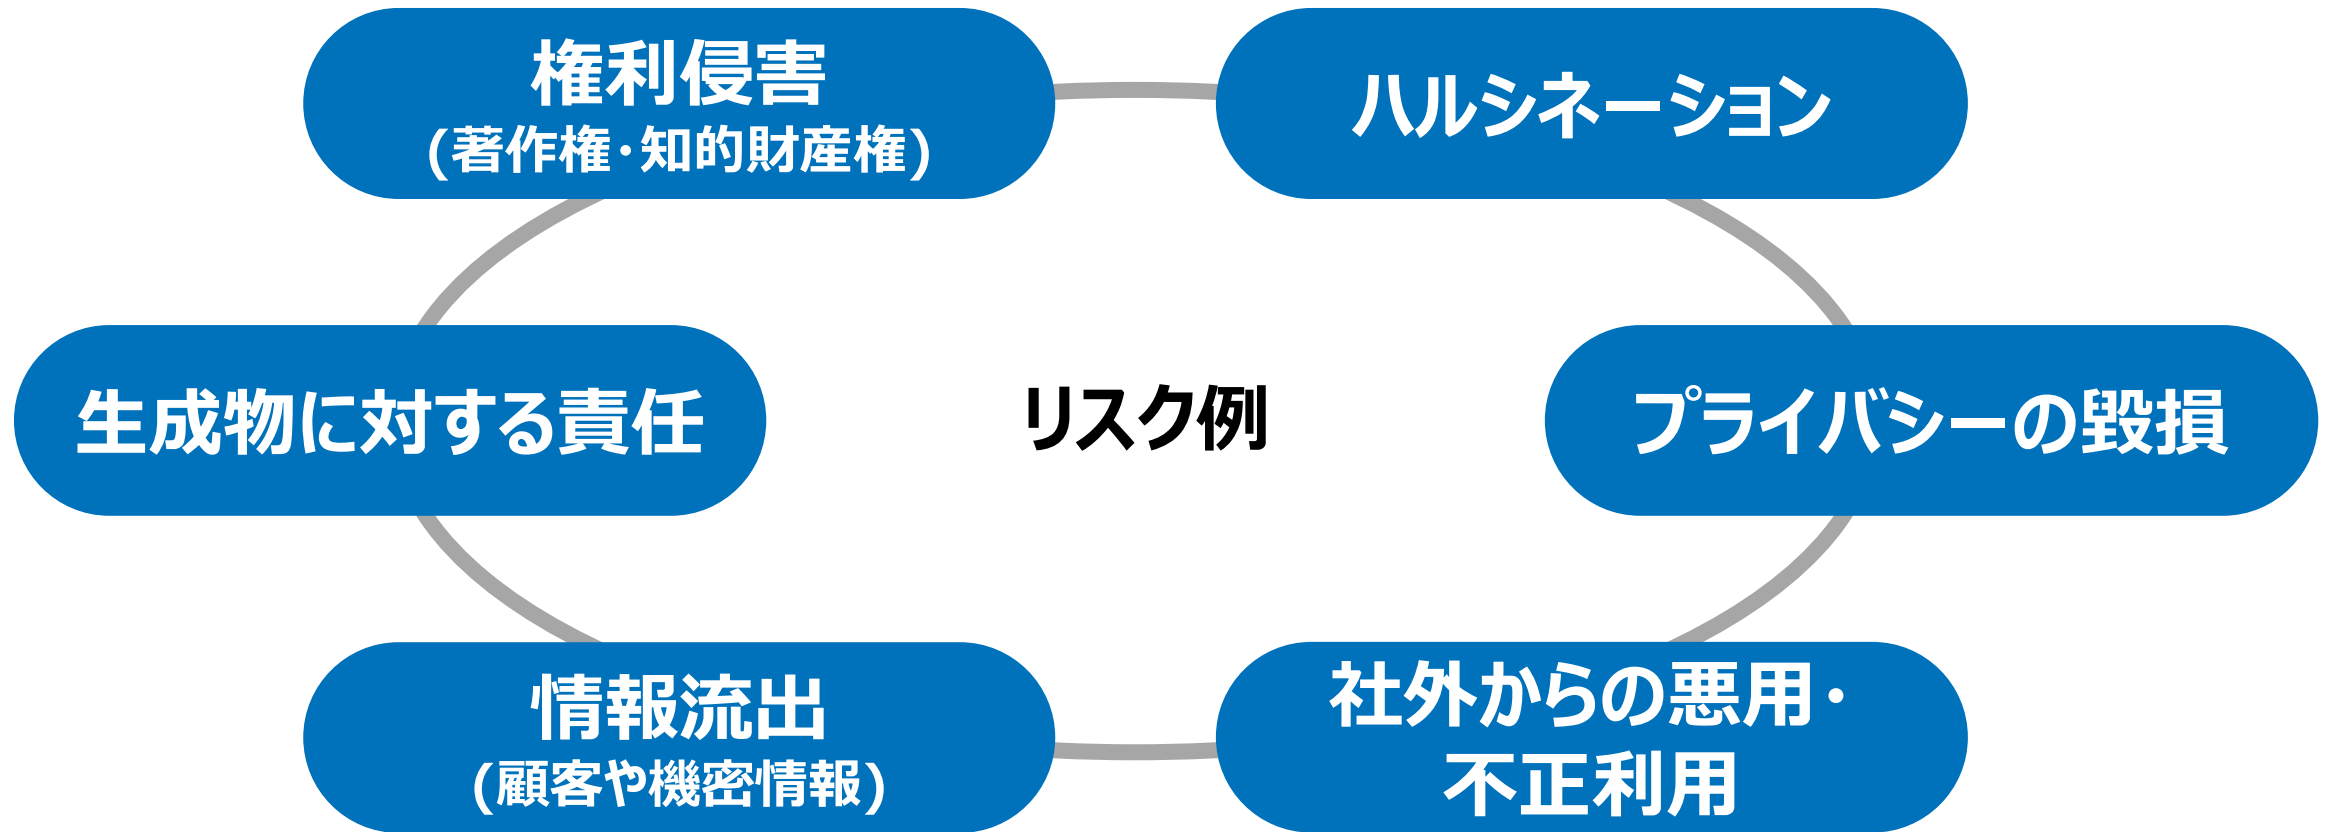 権利侵害
(著作権・知的財産権)
ハルシネーション
生成物に対する責任
リスク例
プライバシーの毀損
情報流出
(顧客や機密情報)
社外からの悪用・
不正利用